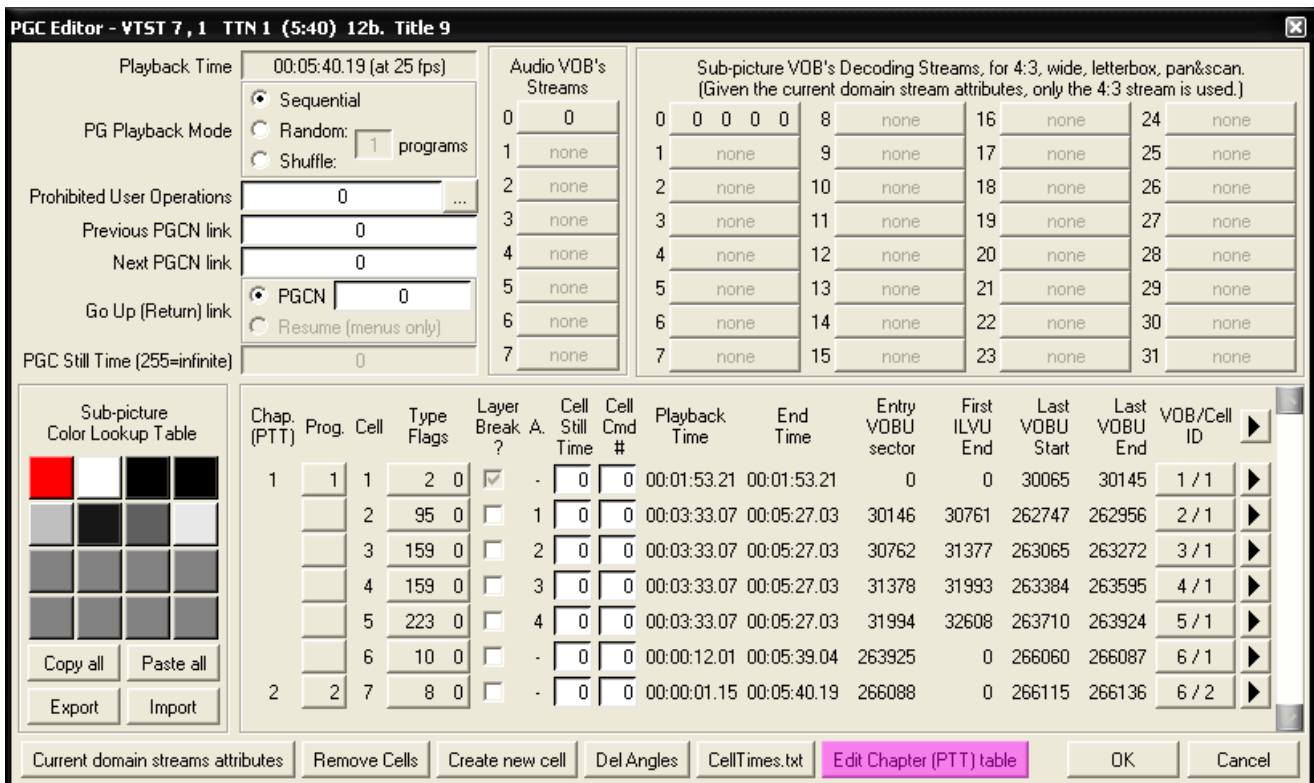 PGC Editor - VTST 7 , 1 TTN 1 (5:40) 12b. Title 9
Playback Time 00:05:40.19 (at 25 fps)
PG Playback Mode
Sequential
Random:
Shuffle:
1 programs
Prohibited User Operations 0 ...
Previous PGCN link 0
Next PGCN link 0
Go Up (Return) link
PGCN 0
Resume (menus only)
PGC Still Time (255=infinite) 0
Audio VOB's
Streams
0 0
1 none
2 none
3 none
4 none
5 none
6 none
7 none
Sub-picture VOB's Decoding Streams, for 4:3, wide, letterbox, pan&scan.
(Given the current domain stream attributes, only the 4:3 stream is used.)
0 0 0 0 0 8 none 16 none 24 none
1 none 9 none 17 none 25 none
2 none 10 none 18 none 26 none
3 none 11 none 19 none 27 none
4 none 12 none 20 none 28 none
5 none 13 none 21 none 29 none
6 none 14 none 22 none 30 none
7 none 15 none 23 none 31 none
Sub-picture
Color Lookup Table
Copy all Paste all
Export Import
Chap. (PTT) Prog. Cell Type Flags Layer Break ? A. Cell Still Time Cell Cmd # Playback Time End Time Entry VOBU sector First ILVU End Last VOBU Start Last VOBU End VOB/Cell ID
1 1 1 2 0 - 0 0 00:01:53.21 00:01:53.21 0 0 30065 30145 1 / 1
2 95 0 1 0 0 00:03:33.07 00:05:27.03 30146 30761 262747 262956 2 / 1
3 159 0 2 0 0 00:03:33.07 00:05:27.03 30762 31377 263065 263272 3 / 1
4 159 0 3 0 0 00:03:33.07 00:05:27.03 31378 31993 263384 263595 4 / 1
5 223 0 4 0 0 00:03:33.07 00:05:27.03 31994 32608 263710 263924 5 / 1
6 10 0 - 0 0 00:00:12.01 00:05:39.04 263925 0 266060 266087 6 / 1
2 2 7 8 0 - 0 0 00:00:01.15 00:05:40.19 266088 0 266115 266136 6 / 2
Current domain streams attributes Remove Cells Create new cell Del Angles CellTimes.txt Edit Chapter (PTT) table OK Cancel